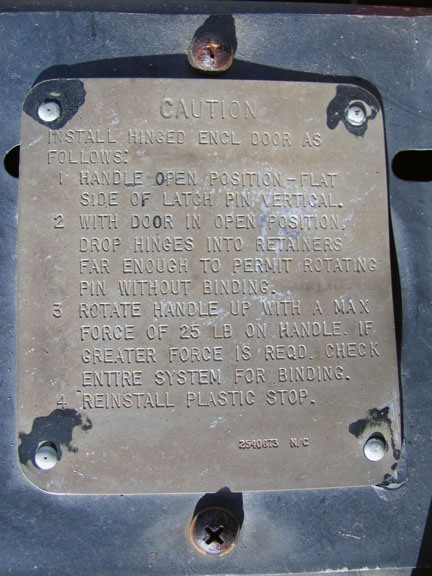 CAUTION
INSTALL HINGED ENCL DOOR AS
FOLLOWS:
1 HANDLE OPEN POSITION-FLAT
SIDE OF LATCH PIN VERTICAL.
2 WITH DOOR IN OPEN POSITION,
DROP HINGES INTO RETAINERS
FAR ENOUGH TO PERMIT ROTATING
PIN WITHOUT BINDING.
3 ROTATE HANDLE UP WITH A MAX
FORCE OF 25 LB ON HANDLE. IF
GREATER FORCE IS REQD. CHECK
ENTIRE SYSTEM FOR BINDING.
4 REINSTALL PLASTIC STOP.
2540673 N/C